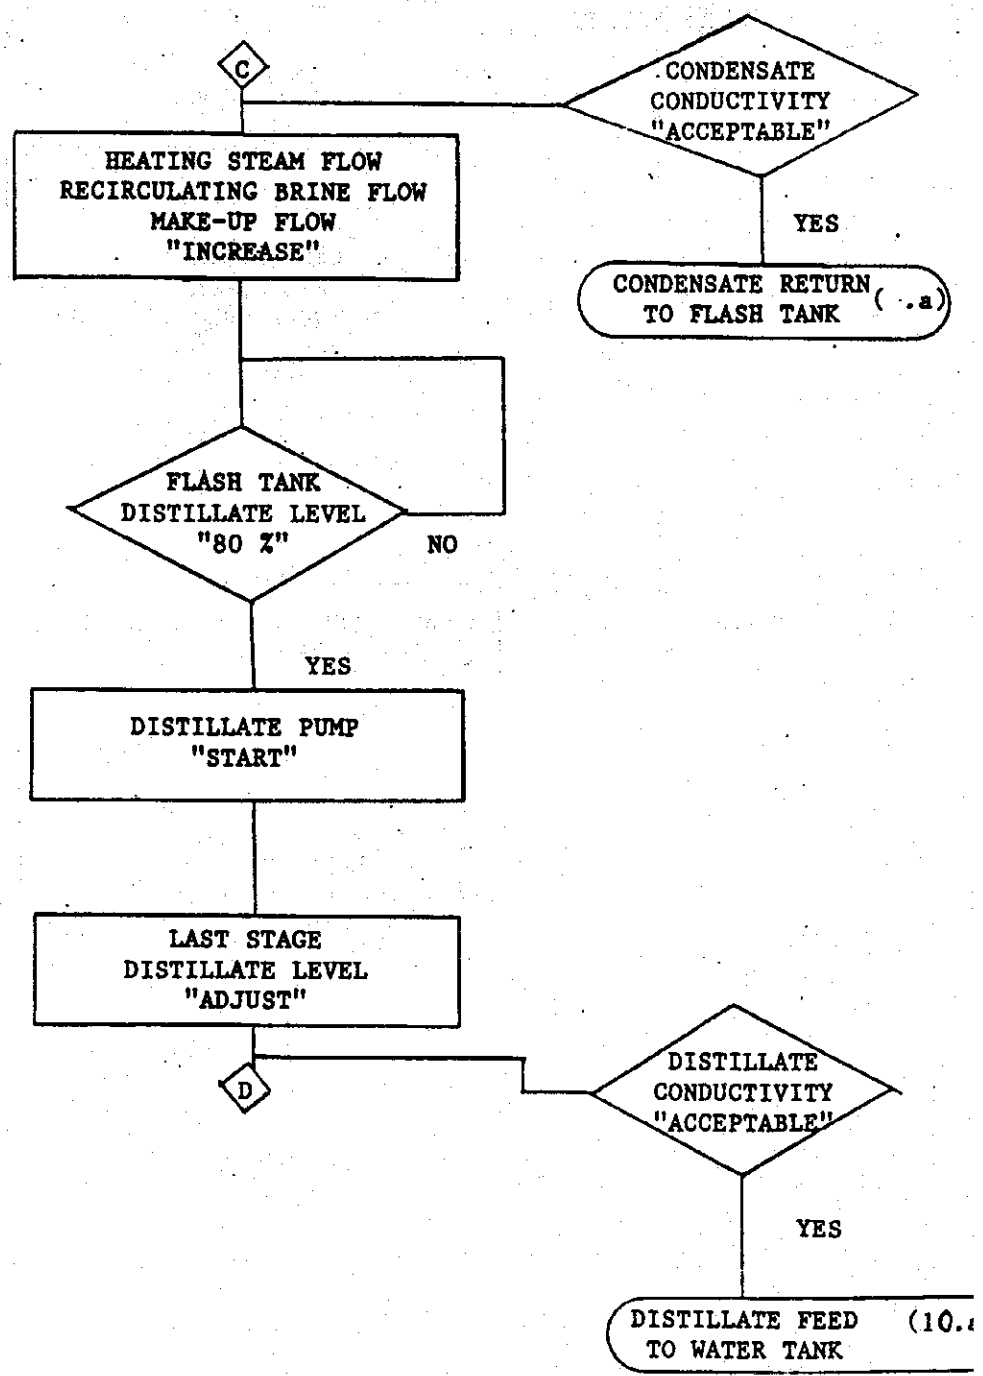 C
CONDENSATE
CONDUCTIVITY
"ACCEPTABLE"
HEATING STEAM FLOW
RECIRCULATING BRINE FLOW
MAKE-UP FLOW
"INCREASE"
YES
CONDENSATE RETURN
TO FLASH TANK
FLASH TANK
DISTILLATE LEVEL
"80 %"
NO
YES
DISTILLATE PUMP
"START"
LAST STAGE
DISTILLATE LEVEL
"ADJUST"
D
DISTILLATE
CONDUCTIVITY
"ACCEPTABLE"
YES
DISTILLATE FEED (10.
TO WATER TANK